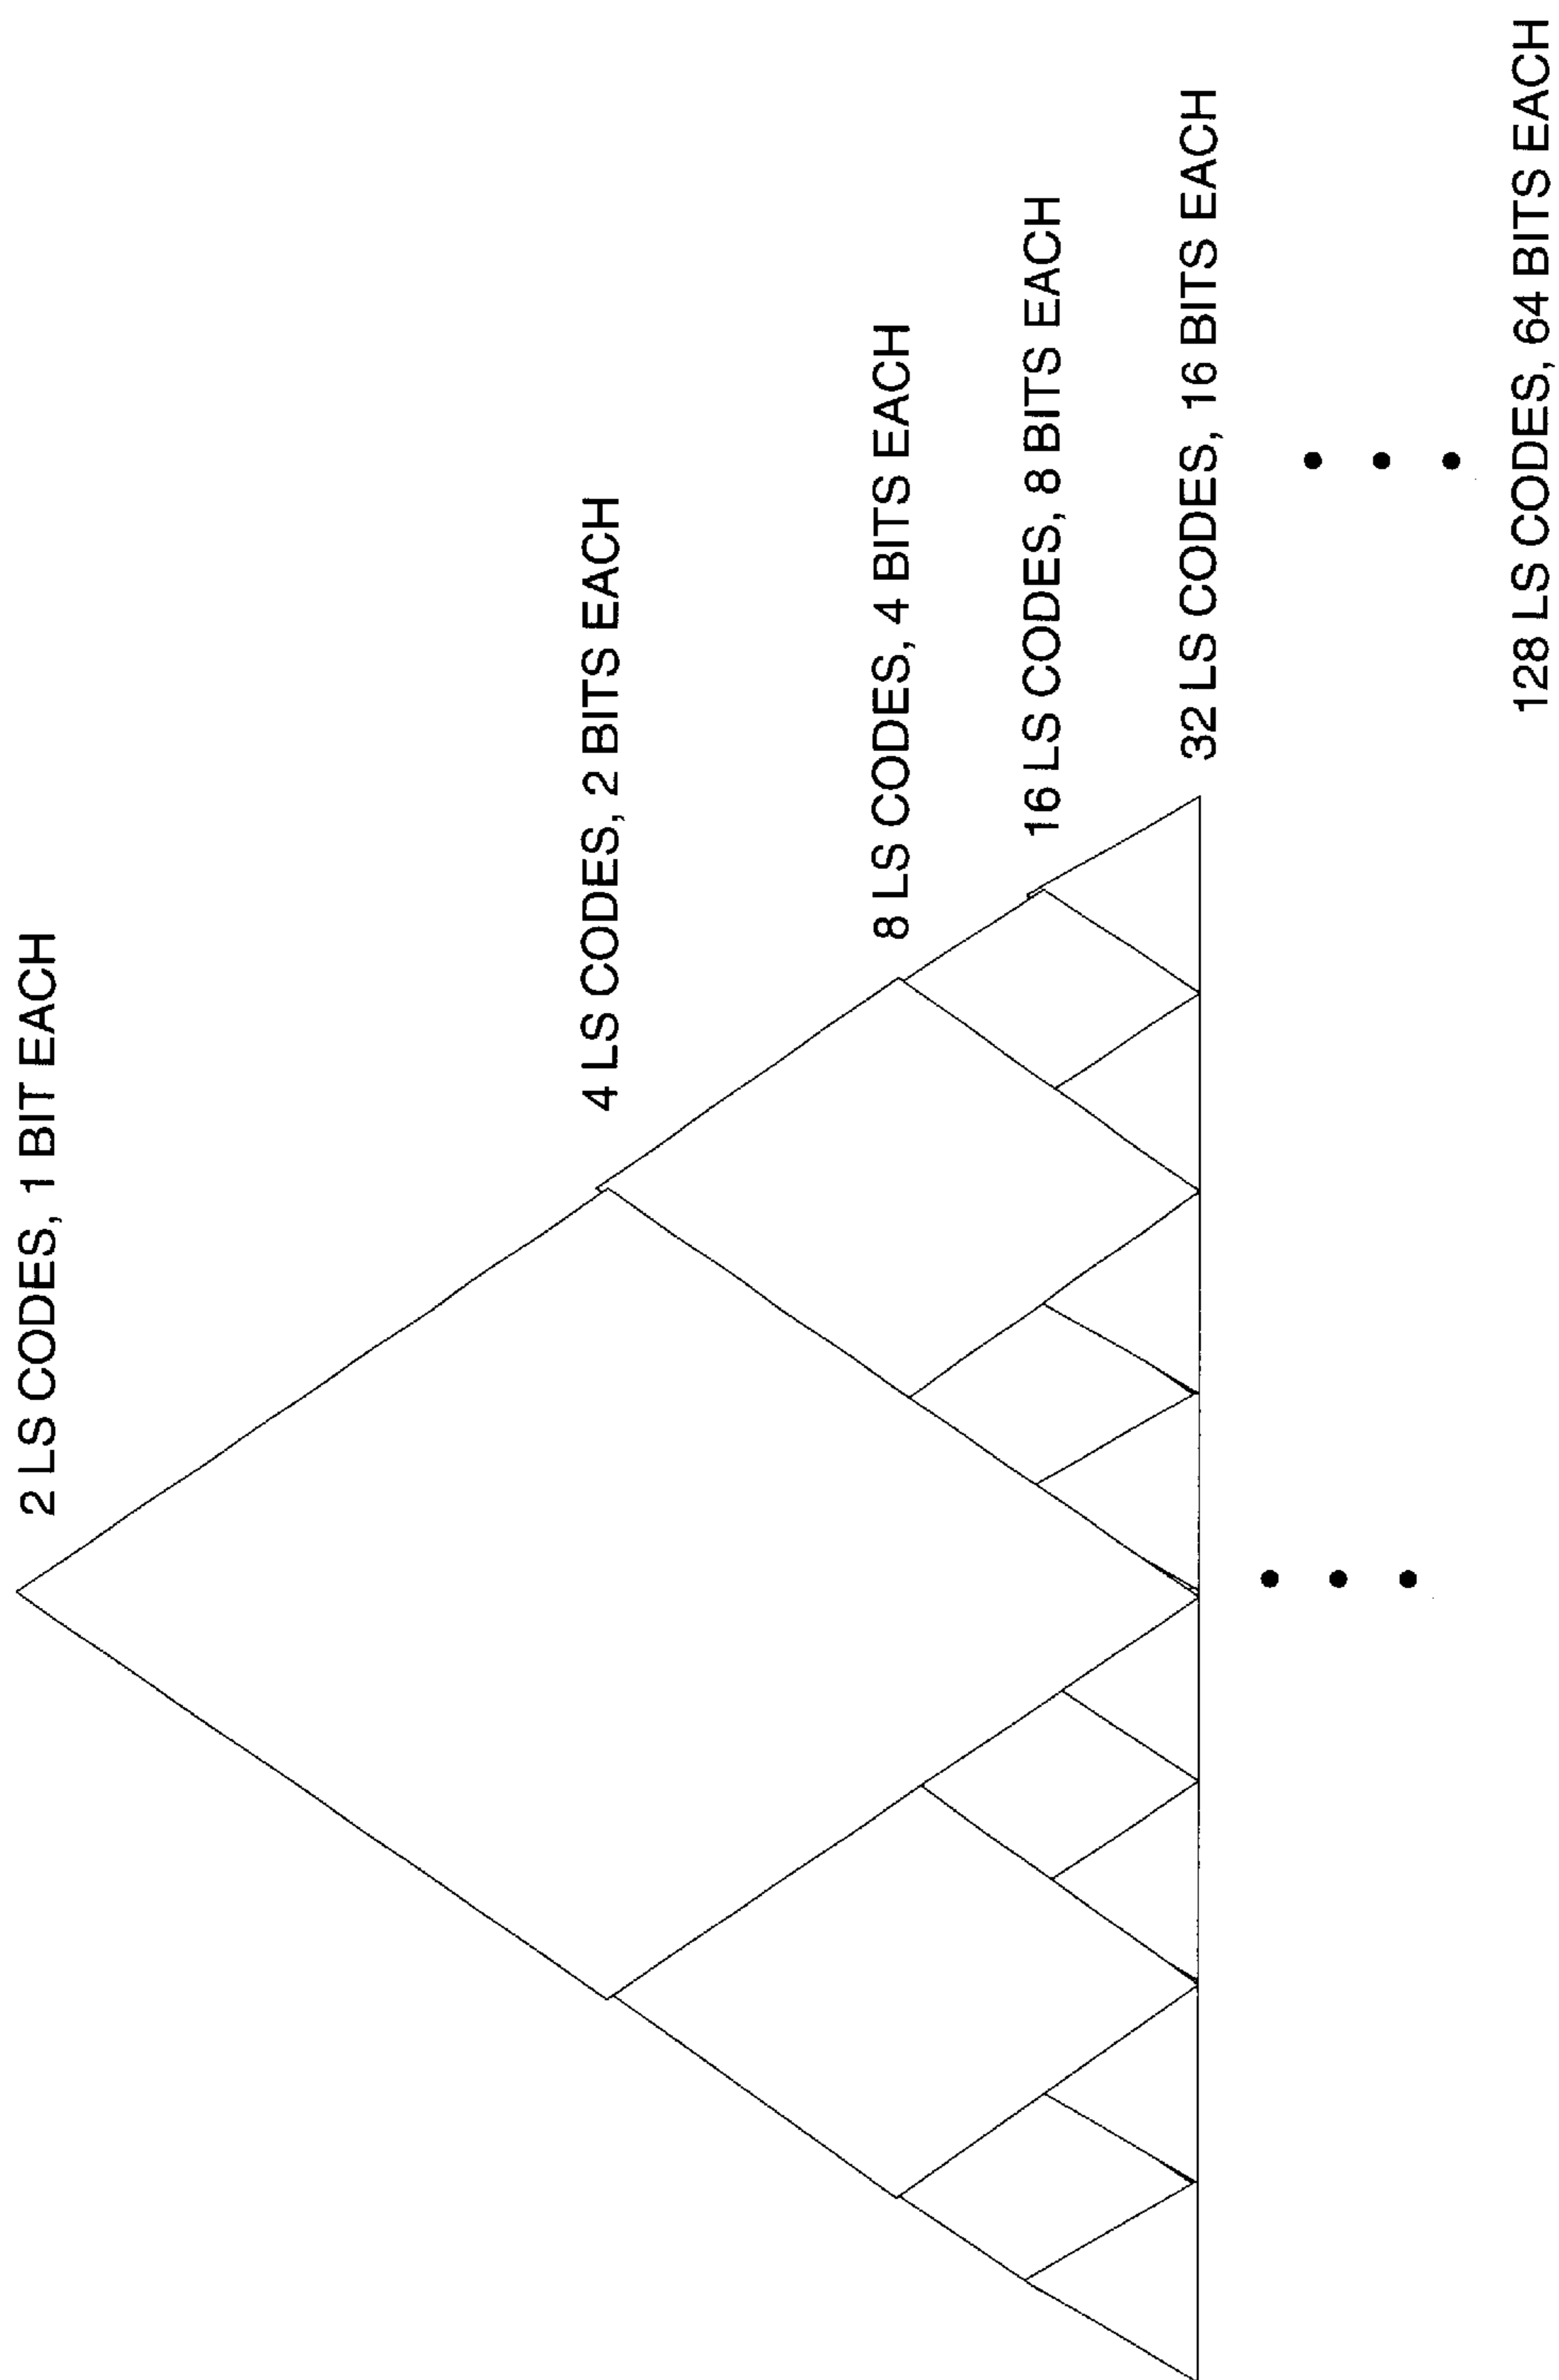 2 LS CODES, 1 BIT EACH
4 LS CODES, 2 BITS EACH
8 LS CODES, 4 BITS EACH
16 LS CODES, 8 BITS EACH
32 LS CODES, 16 BITS EACH
128 LS CODES, 64 BITS EACH